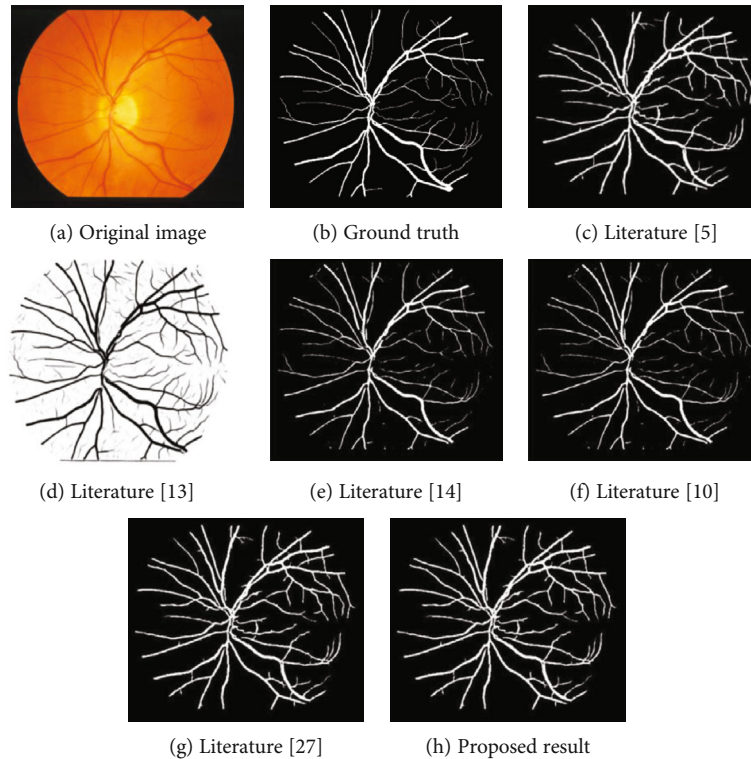 (a) Original image
(b) Ground truth
(c) Literature [5]
(d) Literature [13]
(e) Literature [14]
(f) Literature [10]
(g) Literature [27]
(h) Proposed result